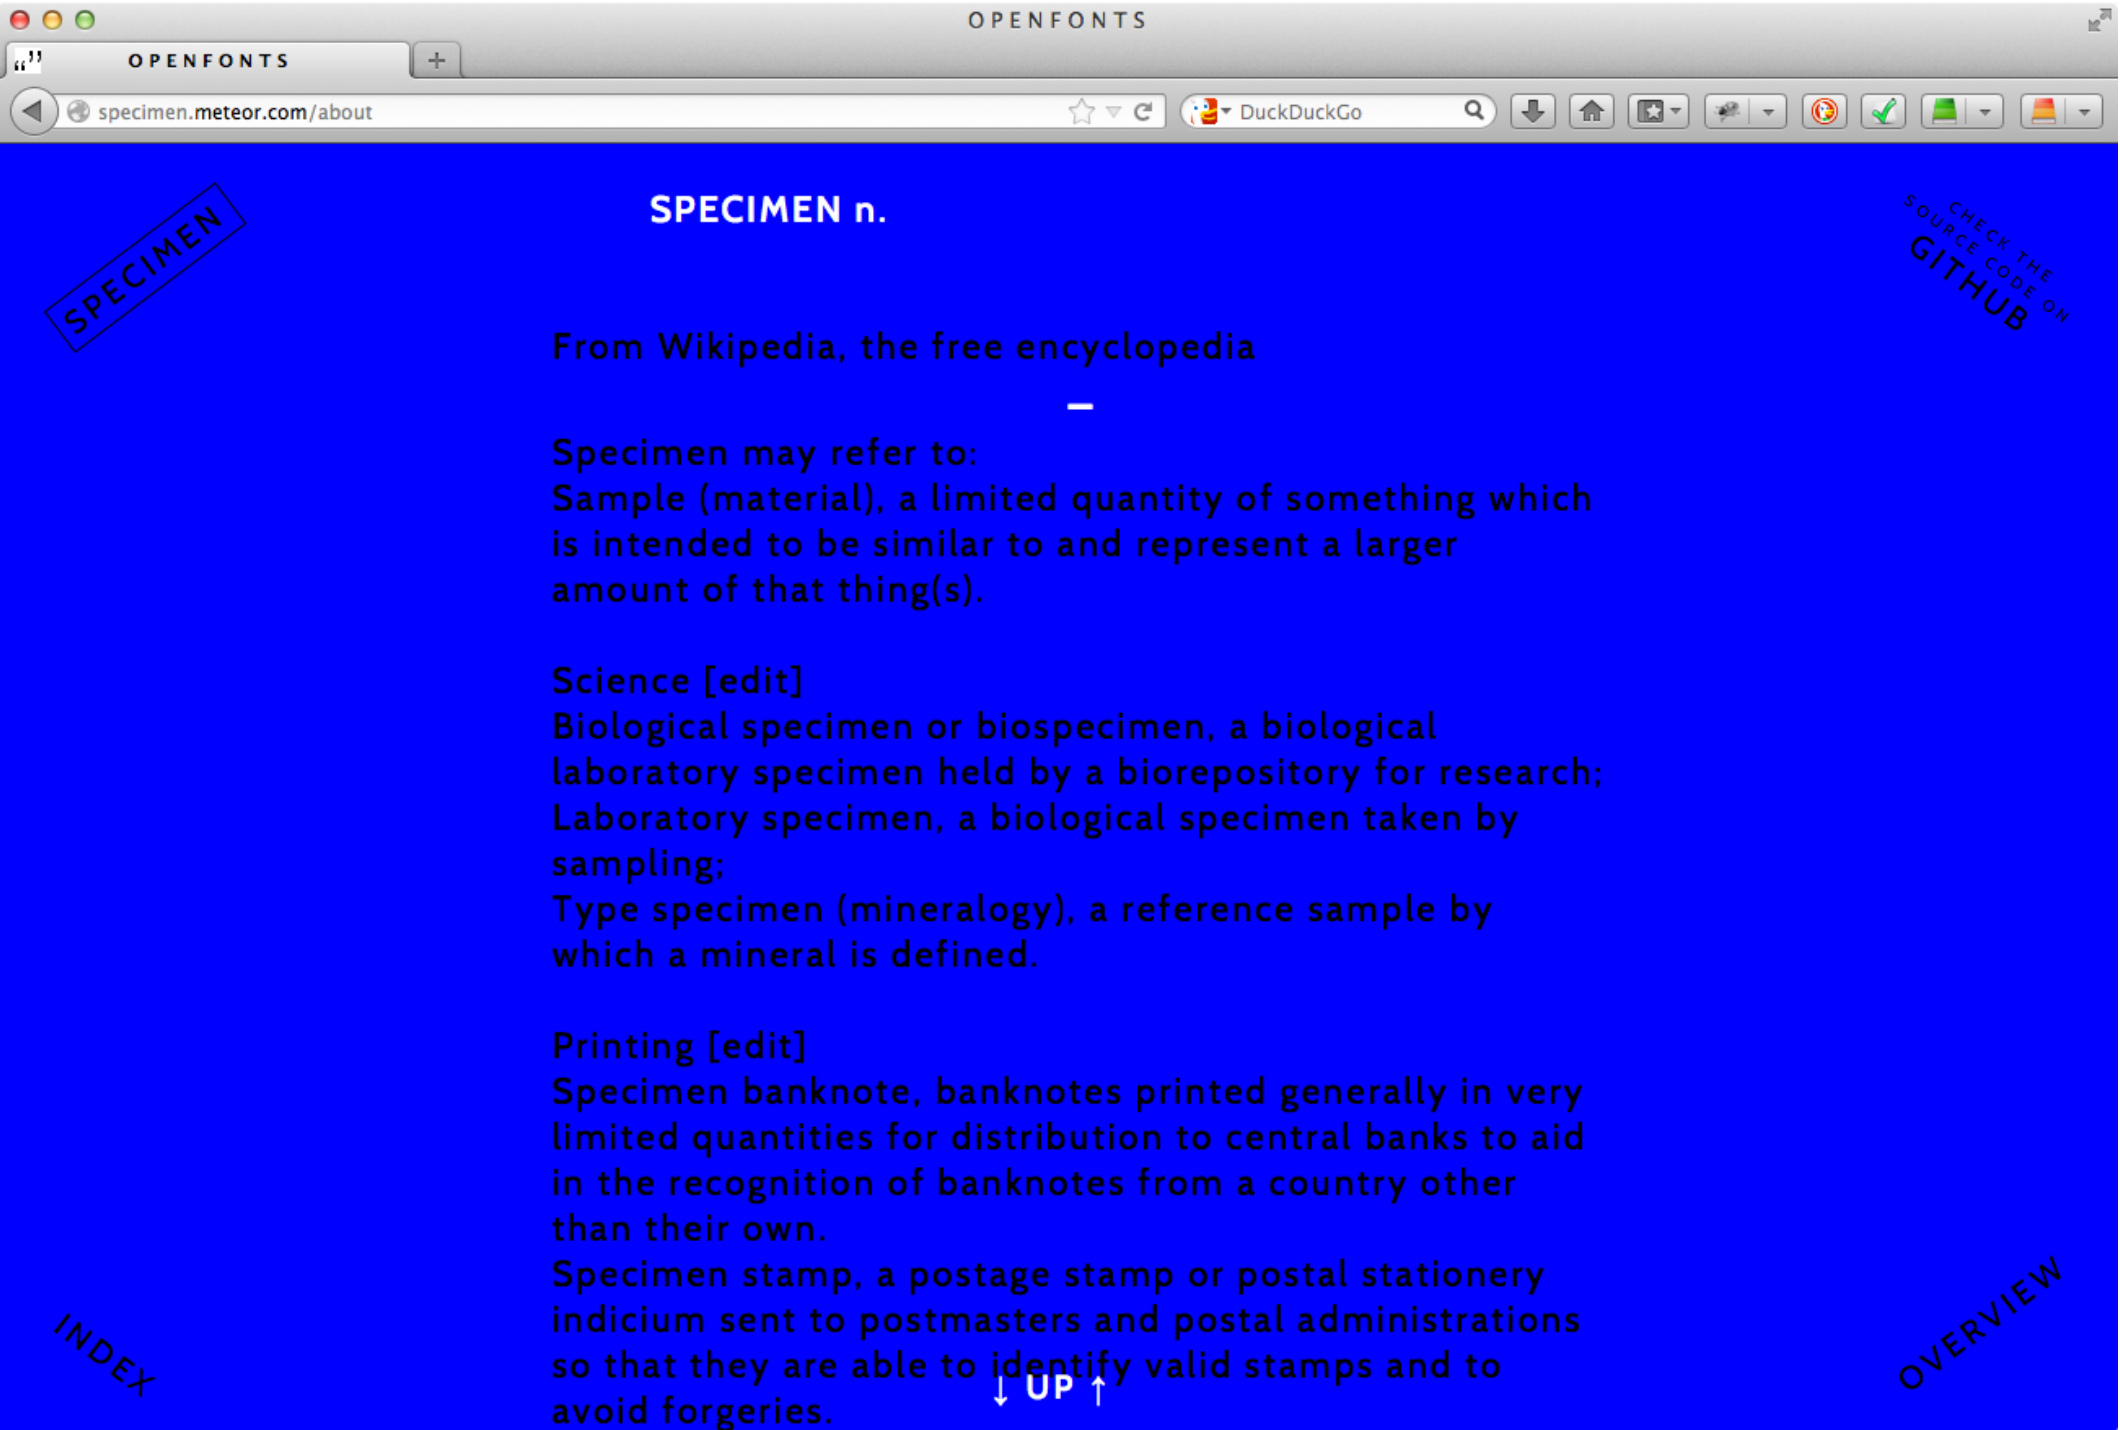 OPENFONTS
OPENFONTS
specimen.meteor.com/about
DuckDuckGo
SPECIMEN
SPECIMEN n.
CHECK THE
SOURCE CODE ON
GITHUB
From Wikipedia, the free encyclopedia
–
Specimen may refer to:
Sample (material), a limited quantity of something which
is intended to be similar to and represent a larger
amount of that thing(s).
Science [edit]
Biological specimen or biospecimen, a biological
laboratory specimen held by a biorepository for research;
Laboratory specimen, a biological specimen taken by
sampling;
Type specimen (mineralogy), a reference sample by
which a mineral is defined.
Printing [edit]
Specimen banknote, banknotes printed generally in very
limited quantities for distribution to central banks to aid
in the recognition of banknotes from a country other
than their own.
Specimen stamp, a postage stamp or postal stationery
indicium sent to postmasters and postal administrations
so that they are able to identify valid stamps and to
avoid forgeries.
↓ UP ↑
INDEX
OVERVIEW